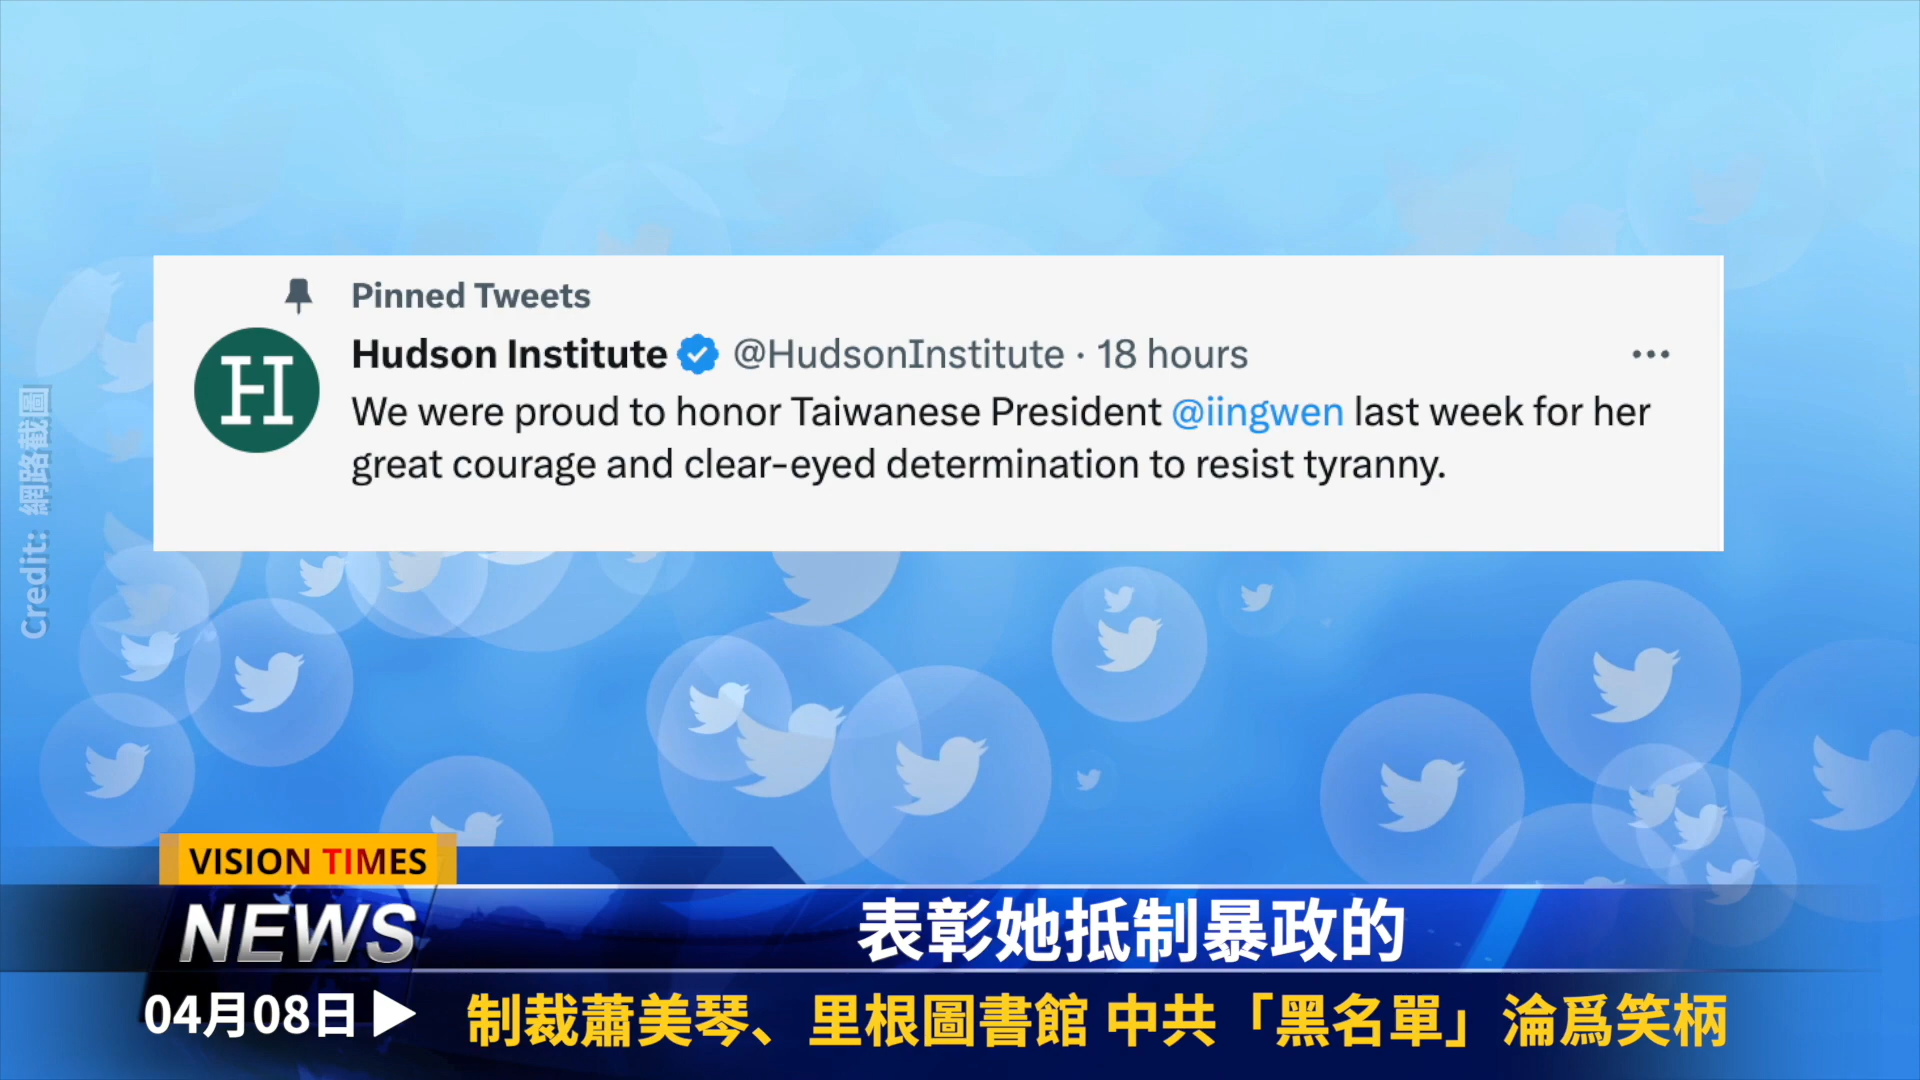 Pinned Tweets
Hudson Institute @HudsonInstitute · 18 hours
We were proud to honor Taiwanese President @iingwen last week for her
great courage and clear-eyed determination to resist tyranny.
Credit: 網路截圖
VISION TIMES
NEWS
表彰她抵制暴政的
04月08日
制裁蕭美琴、里根圖書館 中共「黑名單」淪爲笑柄